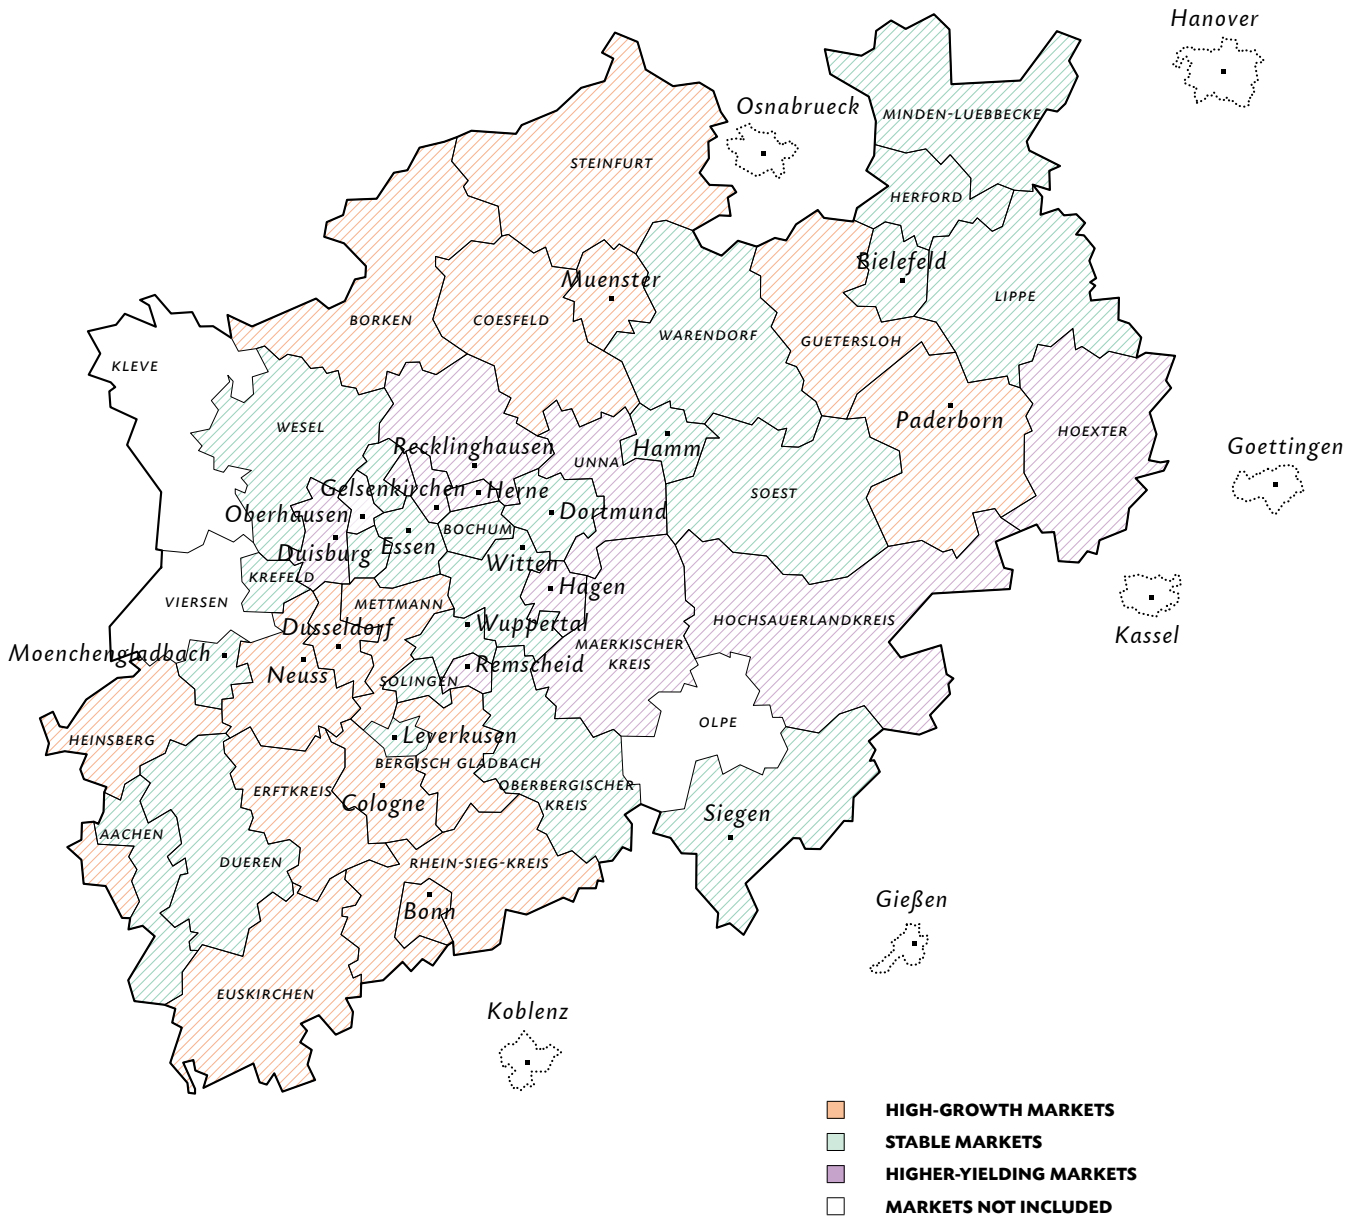 Hanover
Osnabrueck
MINDEN-LUEBBECKE
STEINFURT
HERFORD
Bielefeld
Muenster
LIPPE
BORKEN
COESFELD
WARENDORF
GUETERSLOH
KLEVE
Paderborn
WESEL
HOEXTER
Recklinghausen
Hamm
Goettingen
UNNA
Gelsenkirchen
Herne
SOEST
Oberhausen
Dortmund
BOCHUM
Duisburg
Essen
Witten
KREFELD
Hagen
VIERSEN
METTMANN
Dusseldorf
Wuppertal
HOCHSAUERLANDKREIS
Kassel
Moenchengladbach
MAERKISCHER
KREIS
Neuss
Remscheid
SOLINGEN
OLPE
HEINSBERG
Leverkusen
BERGISCH GLADBACH
ERFTKREIS
Cologne
OBERBERGISCHER
KREIS
Siegen
AACHEN
DUEREN
RHEIN-SIEG-KREIS
Bonn
Gießen
EUSKIRCHEN
Koblenz
HIGH-GROWTH MARKETS
STABLE MARKETS
HIGHER-YIELDING MARKETS
MARKETS NOT INCLUDED